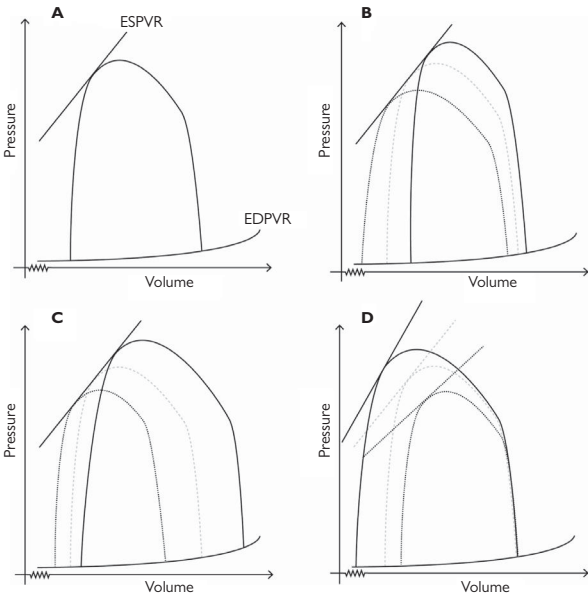 A
ESPVR
Pressure
EDPVR
Volume
B
Pressure
Volume
C
Pressure
Volume
D
Pressure
Volume